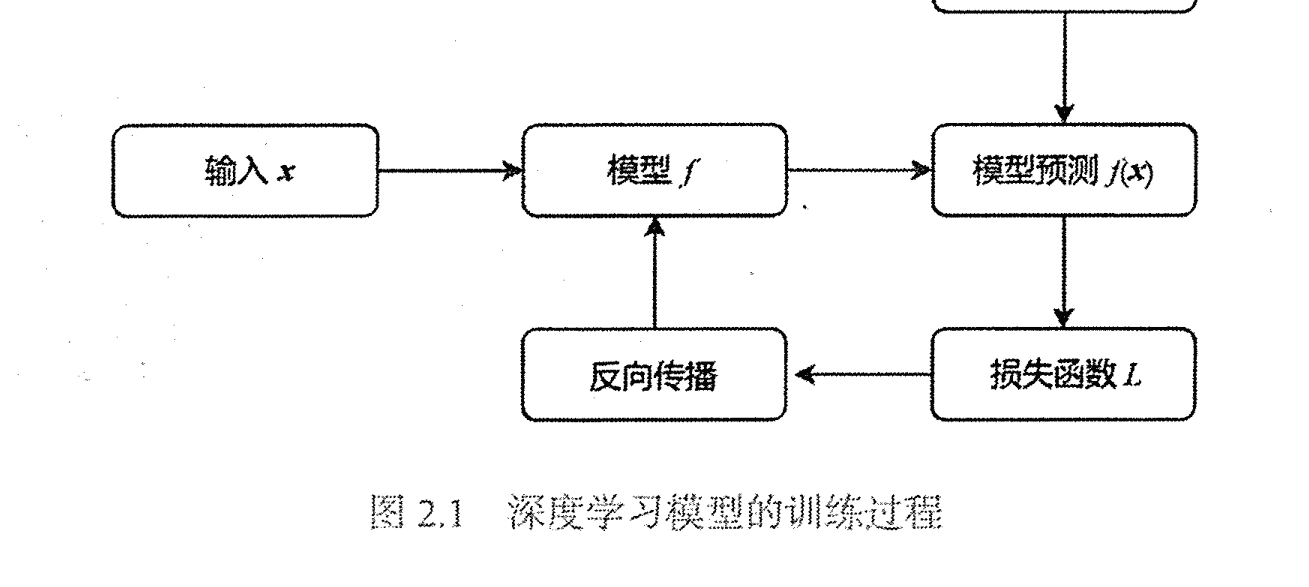 输入 x
模型 f
模型预测 f(x)
反向传播
损失函数 L
图 2.1 深度学习模型的训练过程